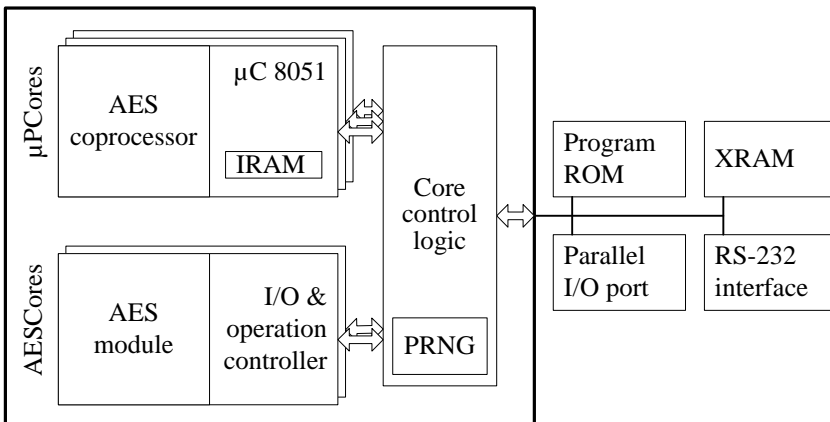 µPCores
AES
coprocessor
µC 8051
IRAM
AESCores
AES
module
I/O &
operation
controller
Core
control
logic
PRNG
Program
ROM
XRAM
Parallel
I/O port
RS-232
interface